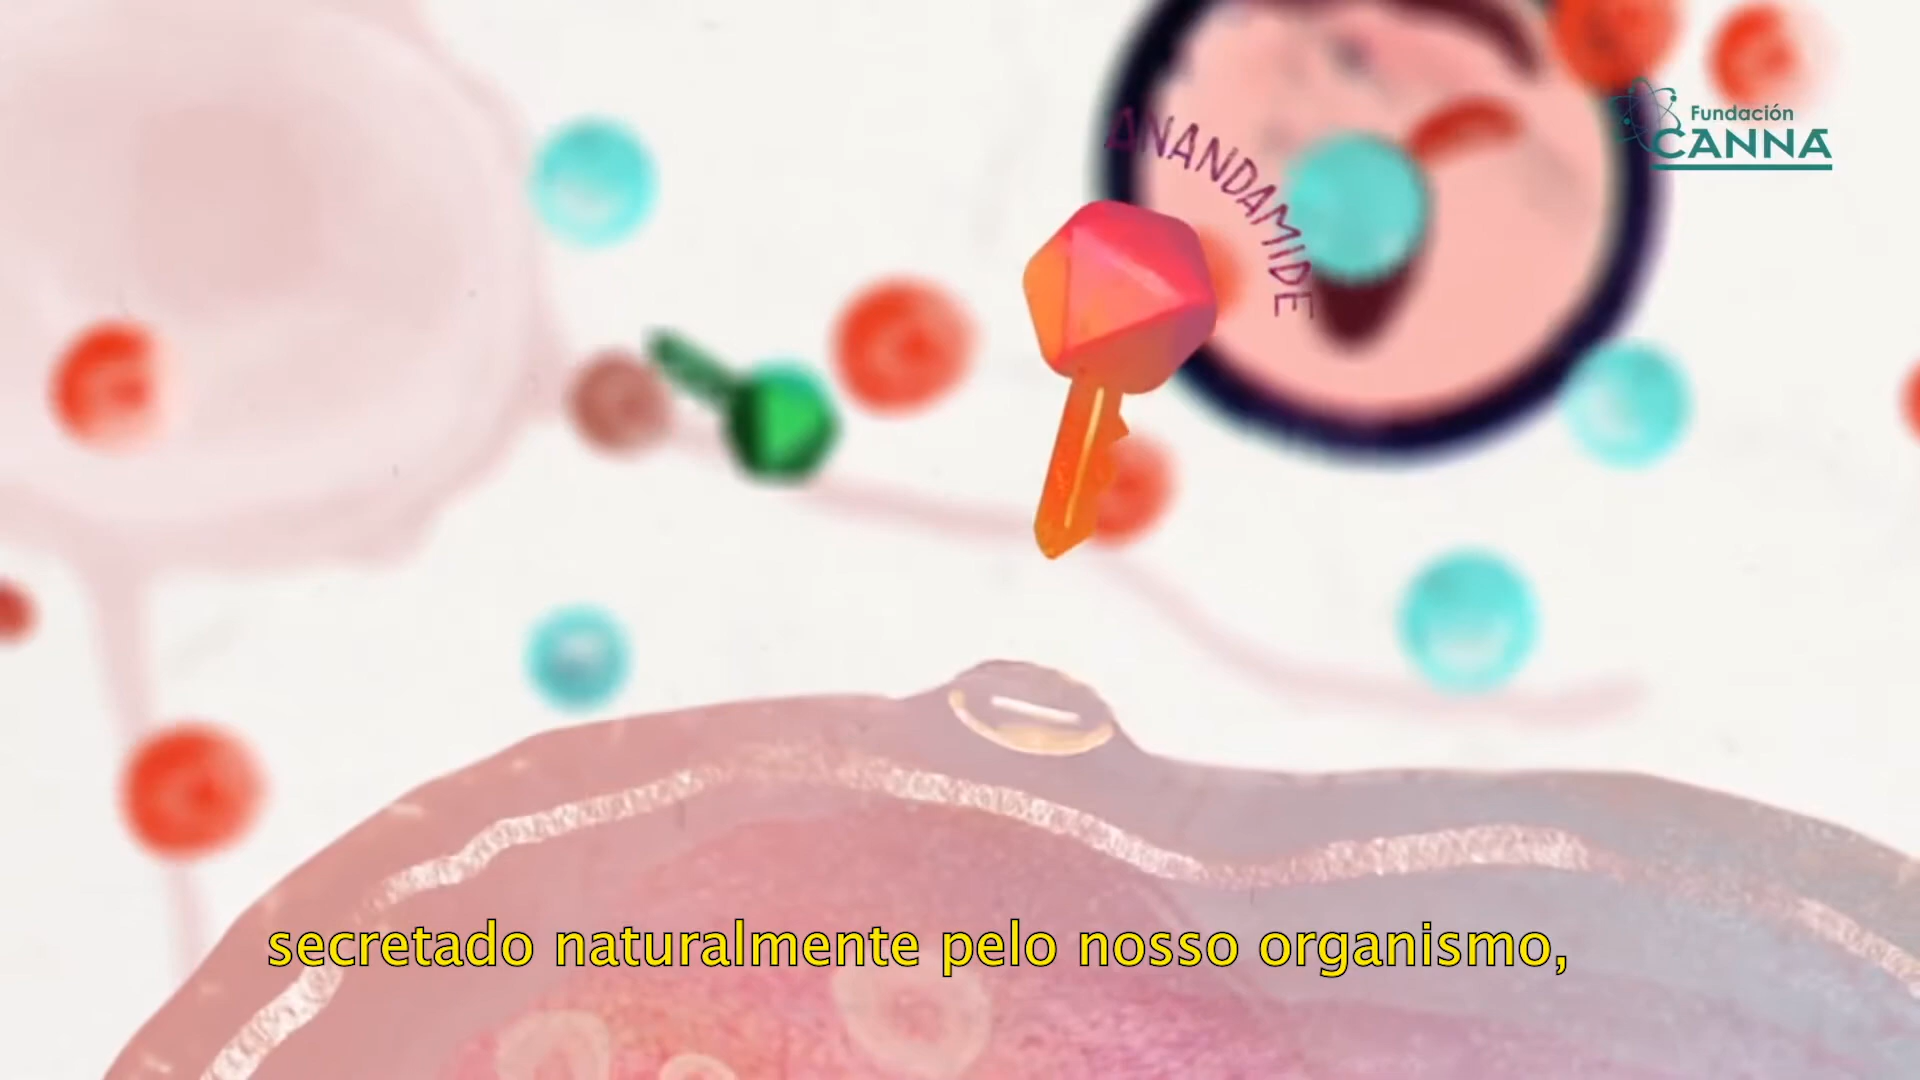 Fundación
CANNA
ANANDAMIDE
secretado naturalmente pelo nosso organismo,